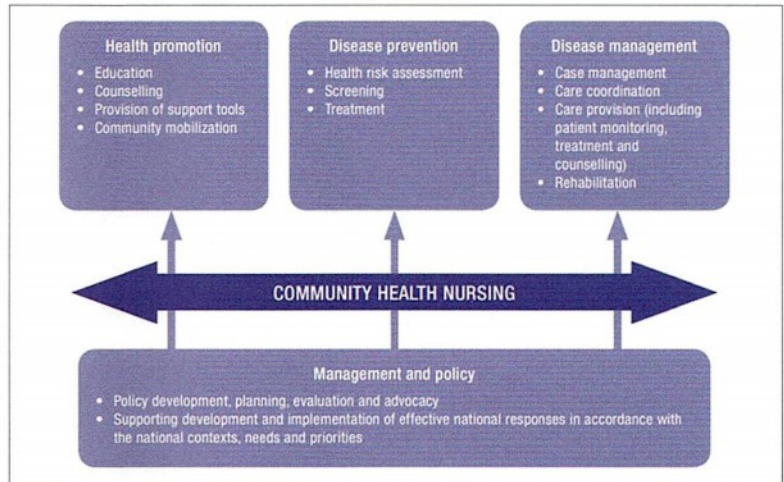 Health promotion
• Education
• Counselling
• Provision of support tools
• Community mobilization
Disease prevention
• Health risk assessment
• Screening
• Treatment
Disease management
• Case management
• Care coordination
• Care provision (including
patient monitoring,
treatment and
counselling)
• Rehabilitation
COMMUNITY HEALTH NURSING
Management and policy
• Policy development, planning, evaluation and advocacy
• Supporting development and implementation of effective national responses in accordance with
the national contexts, needs and priorities